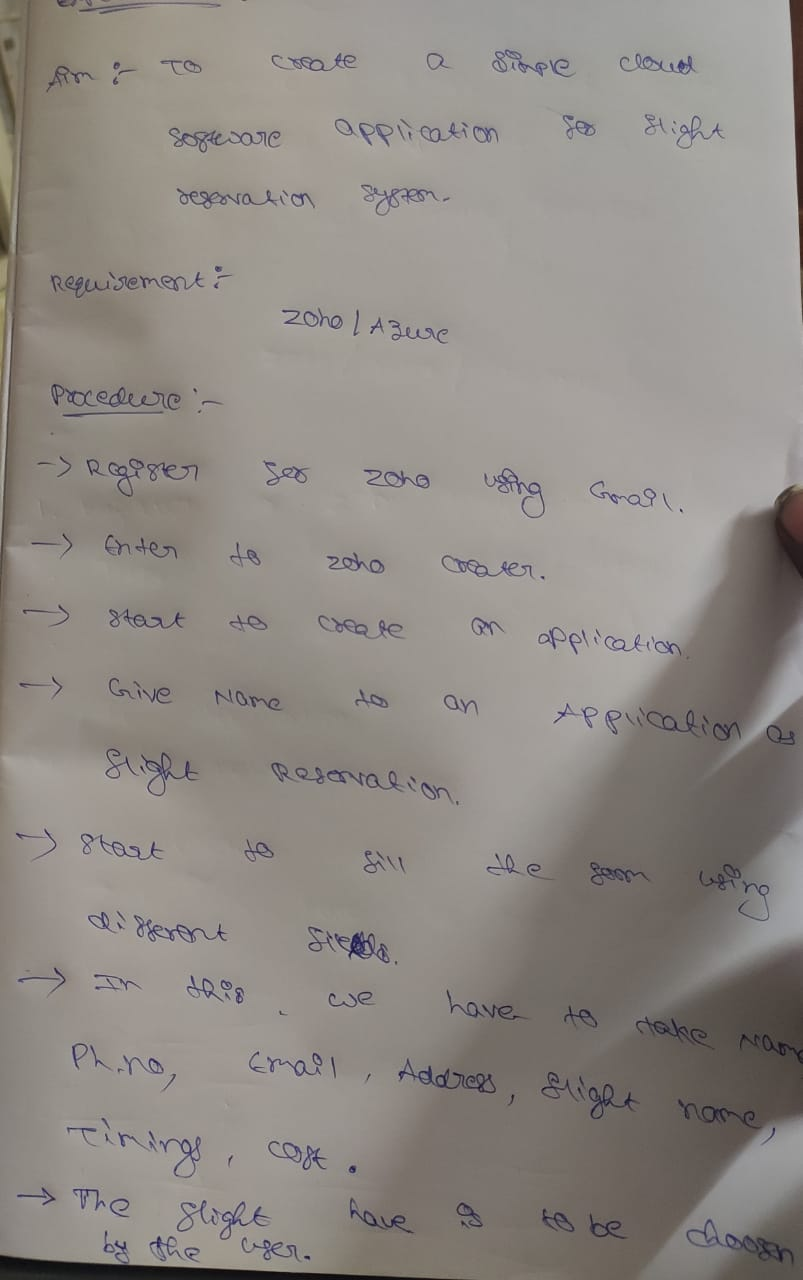 Aim :- To create a simple cloud
software application for flight
reservation system.
Requirement :-
Zoho / Azure
Procedure :-
-> Register for zoho using Gmail.
-> Enter to zoho creater.
-> Start to create an application.
-> Give Name to an Application as
flight Reservation.
-> Start to fill the form using
different fields.
-> In this, we have to take Name
Ph.no, Email, Address, flight name,
Timings, cost.
-> The flight have is to be choosen
by the user.